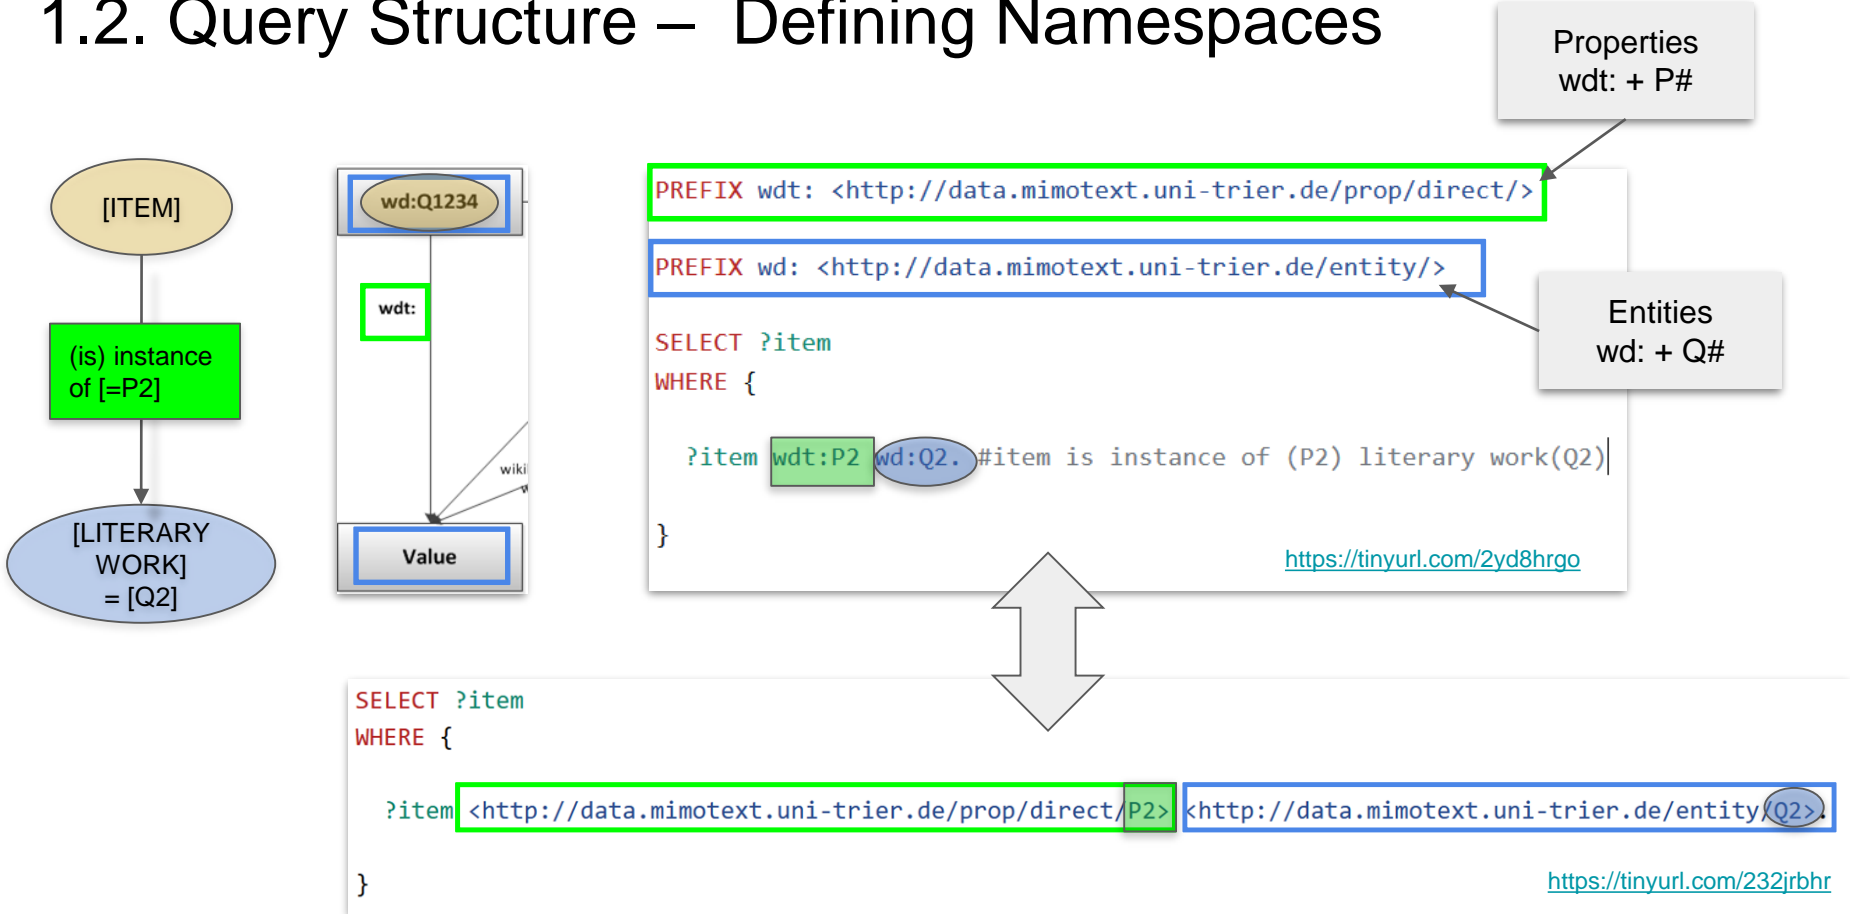 1.2. Query Structure – Defining Namespaces
Properties
wdt: + P#
[ITEM]
(is) instance
of [=P2]
[LITERARY
WORK]
= [Q2]
wd:Q1234
wdt:
Value
PREFIX wdt: <http://data.mimotext.uni-trier.de/prop/direct/>
PREFIX wd: <http://data.mimotext.uni-trier.de/entity/>
Entities
wd: + Q#
SELECT ?item
WHERE {
?item wdt:P2 wd:Q2. #item is instance of (P2) literary work(Q2)
}
https://tinyurl.com/2yd8hrgo
SELECT ?item
WHERE {
?item <http://data.mimotext.uni-trier.de/prop/direct/P2> <http://data.mimotext.uni-trier.de/entity/Q2>.
}
https://tinyurl.com/232jrbhr